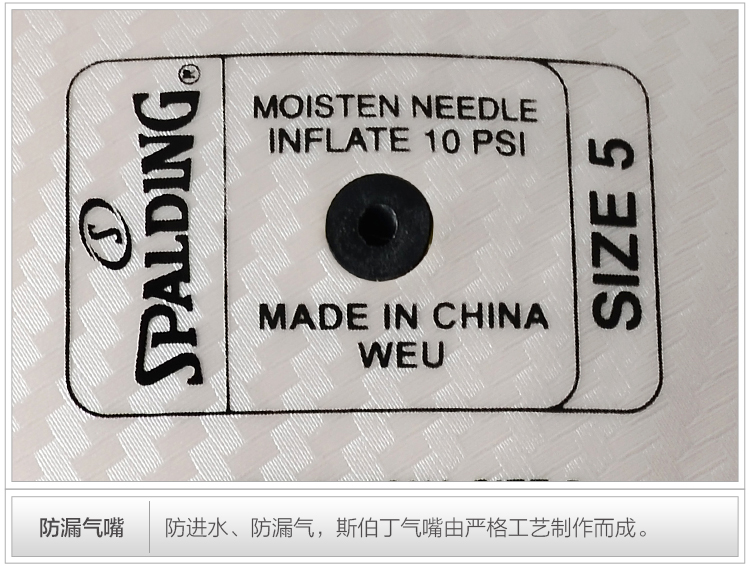 SPALDING®
S
MOISTEN NEEDLE
INFLATE 10 PSI
MADE IN CHINA
WEU
SIZE 5
防漏气嘴
防进水、防漏气，斯伯丁气嘴由严格工艺制作而成。